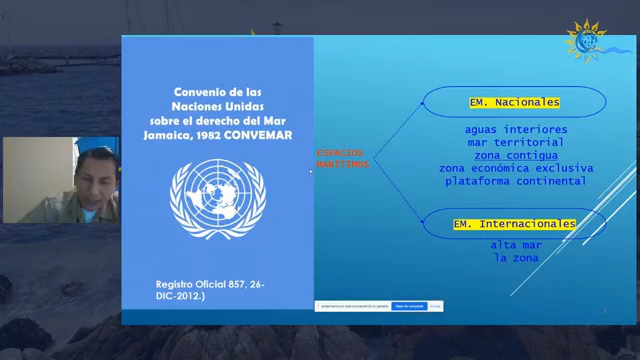 Convenio de las
Naciones Unidas
sobre el derecho del Mar
Jamaica, 1982 CONVEMAR
Registro Oficial 857, 26-
DIC-2012.)
ESPACIOS
MARÍTIMOS
EM. Nacionales
aguas interiores
mar territorial
zona contigua
zona económica exclusiva
plataforma continental
EM. Internacionales
alta mar
la zona